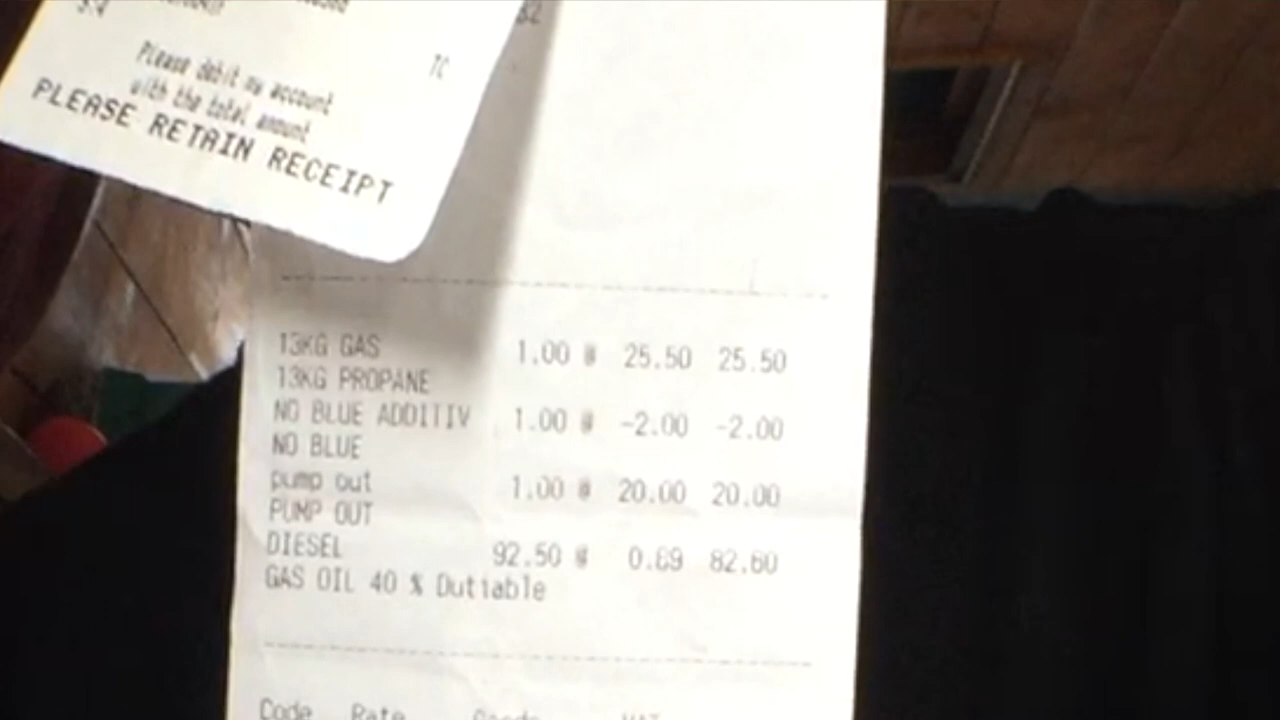 Please debit my account
with the total amount
PLEASE RETAIN RECEIPT
TC
13KG GAS 1.00 @ 25.50 25.50
13KG PROPANE
NO BLUE ADDITIV 1.00 @ -2.00 -2.00
NO BLUE
pump out 1.00 @ 20.00 20.00
PUMP OUT
DIESEL 92.50 @ 0.89 82.60
GAS OIL 40 % Dutiable
Code Rate Goods VAT